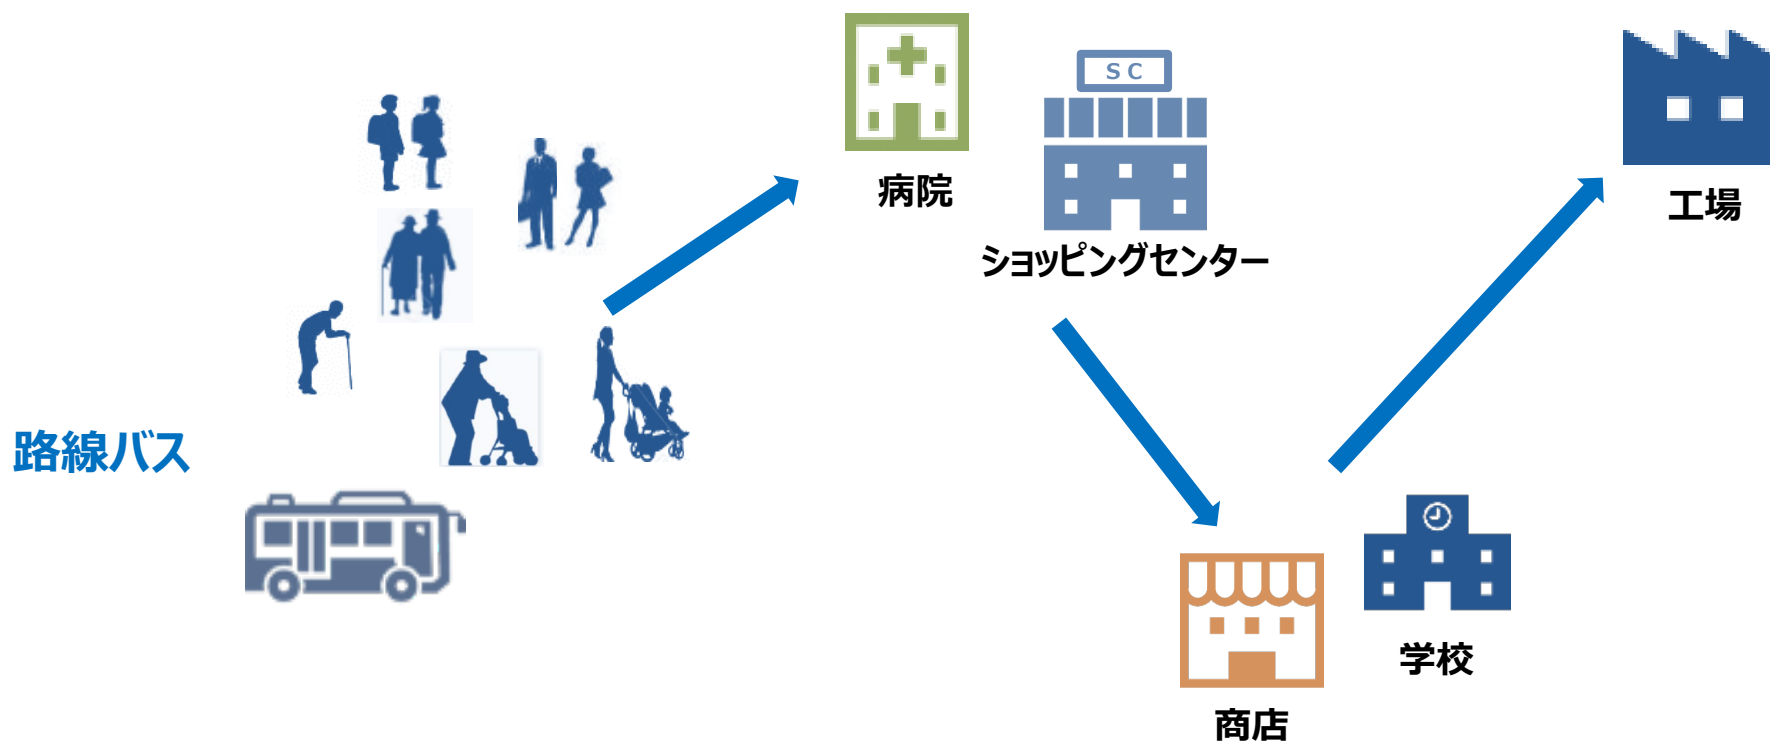 SC
病院
ショッピングセンター
工場
路線バス
学校
商店